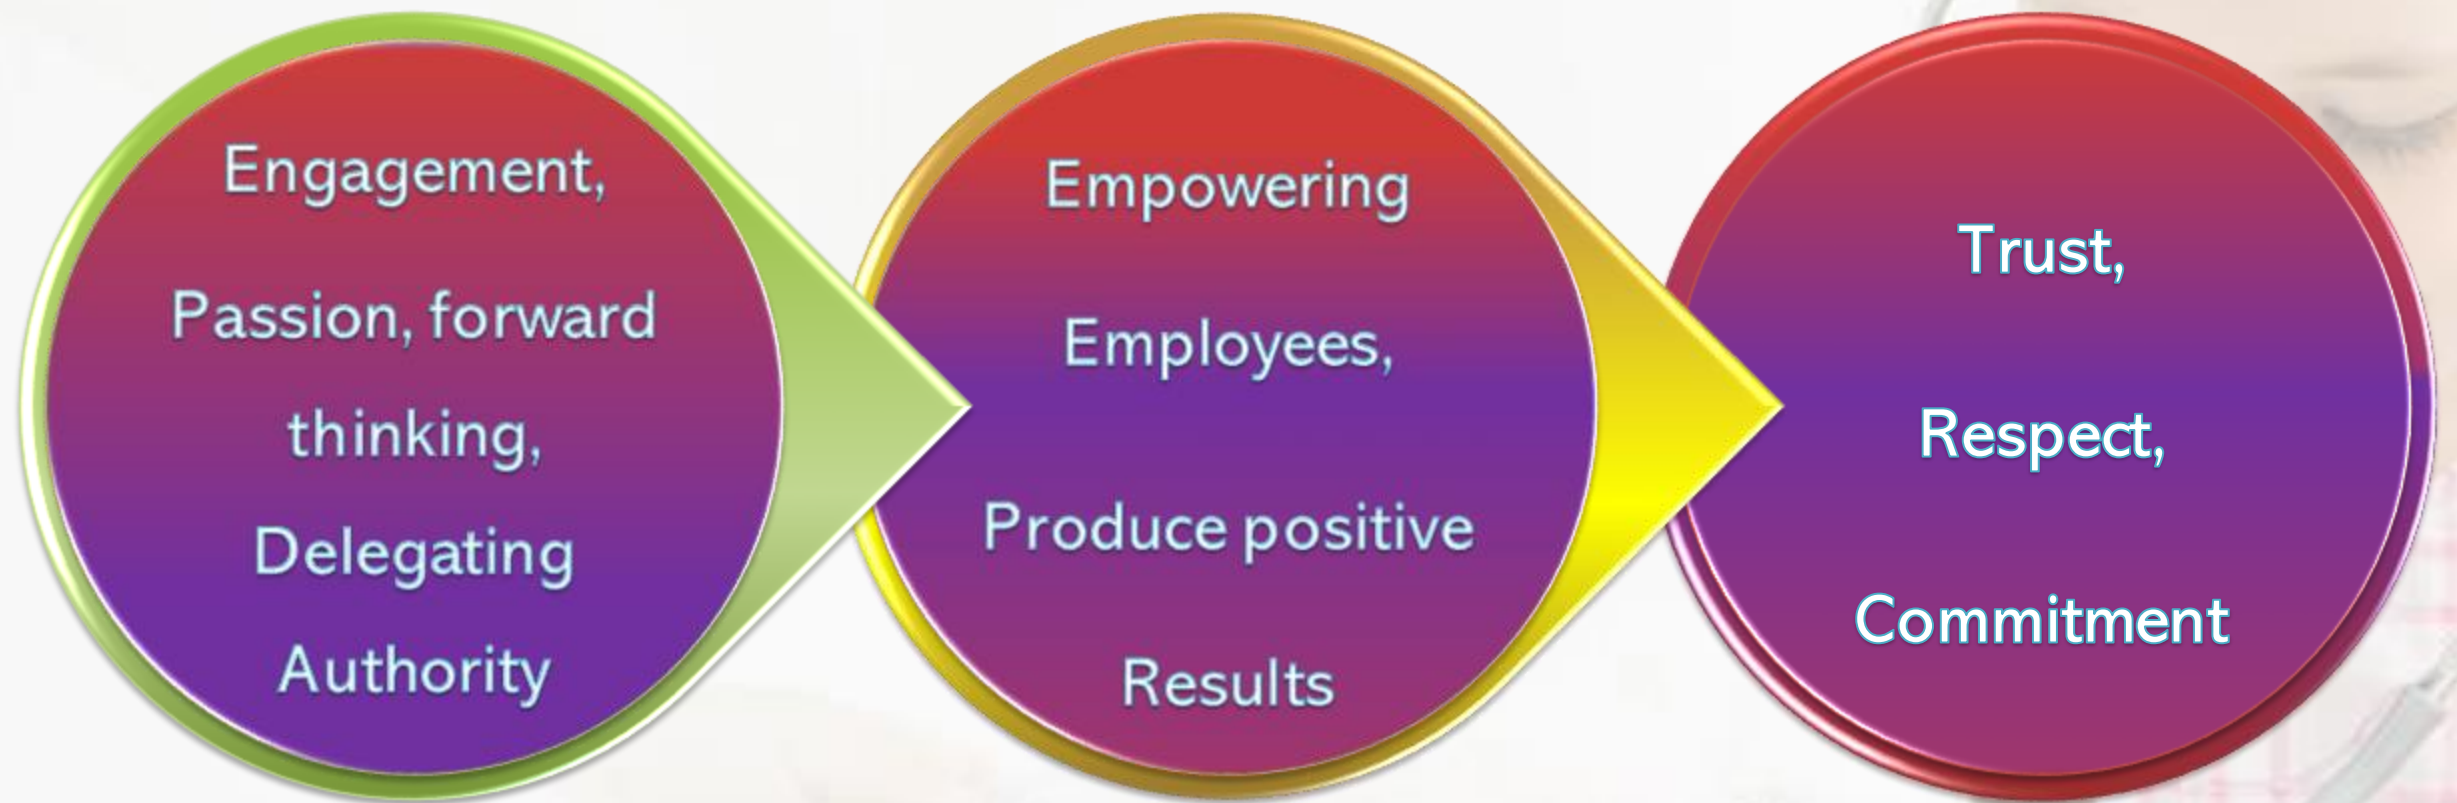 Engagement,
Passion, forward
thinking,
Delegating
Authority
Empowering
Employees,
Produce positive
Results
Trust,
Respect,
Commitment